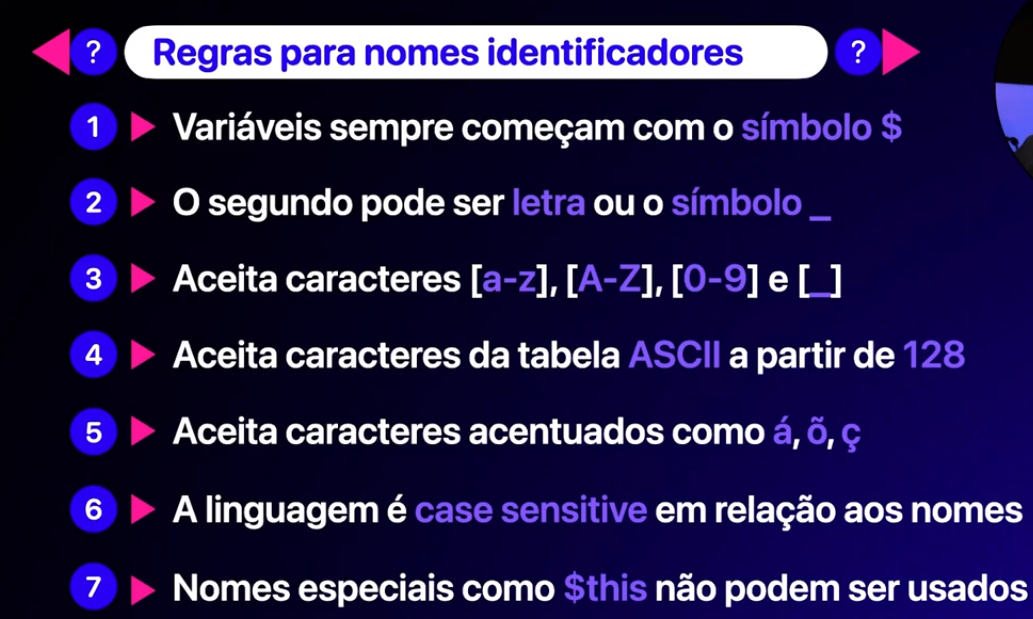 ? Regras para nomes identificadores ?
1 Variáveis sempre começam com o símbolo $
2 O segundo pode ser letra ou o símbolo _
3 Aceita caracteres [a-z], [A-Z], [0-9] e [_]
4 Aceita caracteres da tabela ASCII a partir de 128
5 Aceita caracteres acentuados como á, õ, ç
6 A linguagem é case sensitive em relação aos nomes
7 Nomes especiais como $this não podem ser usados